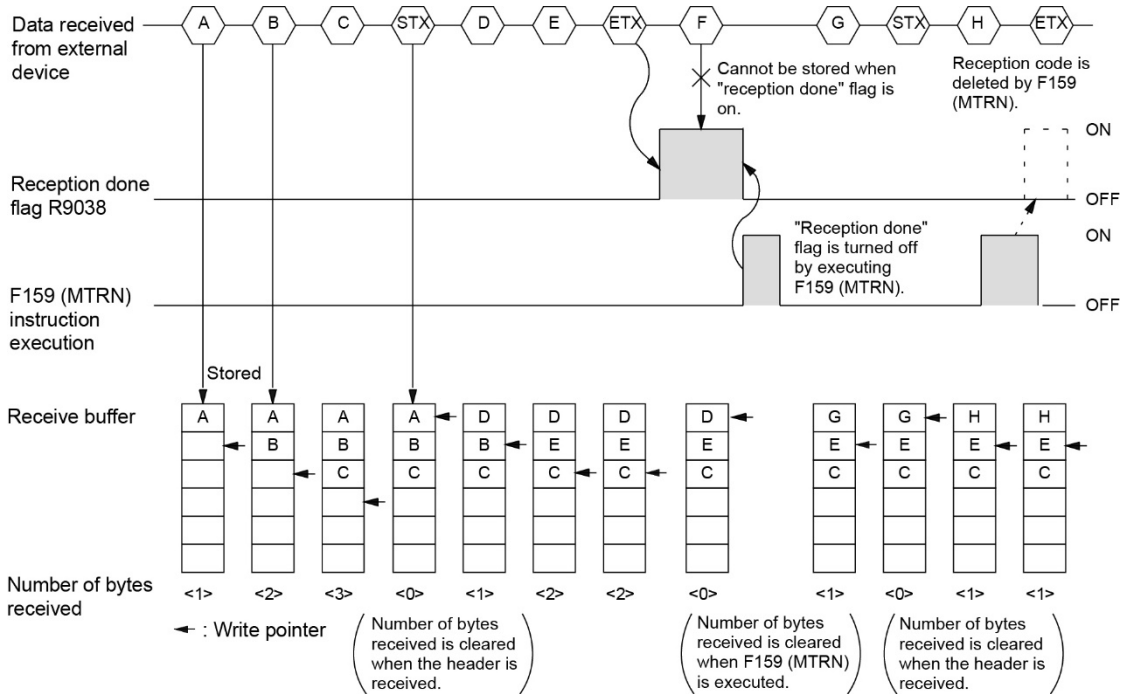 Data received
from external
device
A B C STX D E ETX F G STX H ETX
Cannot be stored when
"reception done" flag is
on.
Reception code is
deleted by F159
(MTRN).
ON
Reception done
flag R9038
OFF
"Reception done"
flag is turned off
by executing
F159 (MTRN).
ON
F159 (MTRN)
instruction
execution
OFF
Stored
Receive buffer
A A A A D D D D G G H H
B B B B E E E E E E E
C C C C C C C C C C
Number of bytes
received
<1> <2> <3> <0> <1> <2> <2> <0> <1> <0> <1> <1>
: Write pointer
Number of bytes
received is cleared
when the header is
received.
Number of bytes
received is cleared
when F159 (MTRN)
is executed.
Number of bytes
received is cleared
when the header is
received.